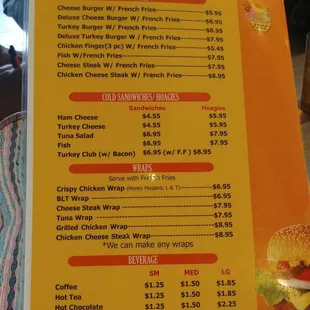 Cheese Burger W/ French Fries $5.95
Deluxe Cheese Burger W/ French Fries $6.95
Turkey Burger W/ French Fries $6.95
Deluxe Turkey Burger W/ French Fries $7.95
Chicken Finger(3 pc) W/ French Fries $5.45
Fish W/French Fries $7.95
Cheese Steak W/ French Fries $7.95
Chicken Cheese Steak W/ French Fries $8.95
COLD SANDWICHES/ HOAGIES
Sandwiches Hoagies
Ham Cheese $4.55 $5.95
Turkey Cheese $4.55 $5.95
Tuna Salad $6.95 $7.95
Fish $6.95 $7.95
Turkey Club (w/ Bacon) $6.95 (w/ F.F ) $8.95
WRAPS
Serve with French Fries
Crispy Chicken Wrap (Honey Mustard, L & T) $6.95
BLT Wrap $6.95
Cheese Steak Wrap $7.95
Tuna Wrap $7.95
Grilled Chicken Wrap $8.95
Chicken Cheese Steak Wrap $8.95
*We can make any wraps
BEVERAGE
SM MED LG
Coffee $1.25 $1.50 $1.85
Hot Tea $1.25 $1.50 $1.85
Hot Chocolate $1.25 $1.50 $2.25